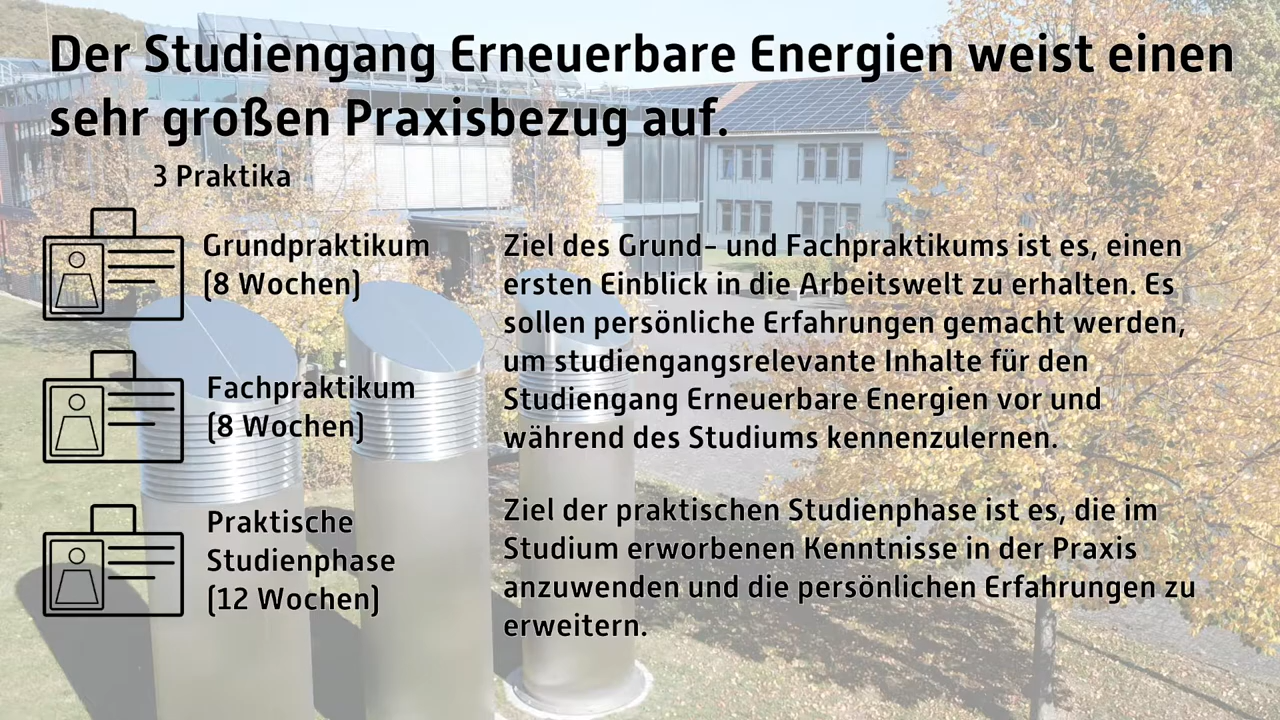 Der Studiengang Erneuerbare Energien weist einen
sehr großen Praxisbezug auf.
3 Praktika
Grundpraktikum
(8 Wochen)
Fachpraktikum
(8 Wochen)
Praktische
Studienphase
(12 Wochen)
Ziel des Grund- und Fachpraktikums ist es, einen
ersten Einblick in die Arbeitswelt zu erhalten. Es
sollen persönliche Erfahrungen gemacht werden,
um studiengangsrelevante Inhalte für den
Studiengang Erneuerbare Energien vor und
während des Studiums kennenzulernen.
Ziel der praktischen Studienphase ist es, die im
Studium erworbenen Kenntnisse in der Praxis
anzuwenden und die persönlichen Erfahrungen zu
erweitern.